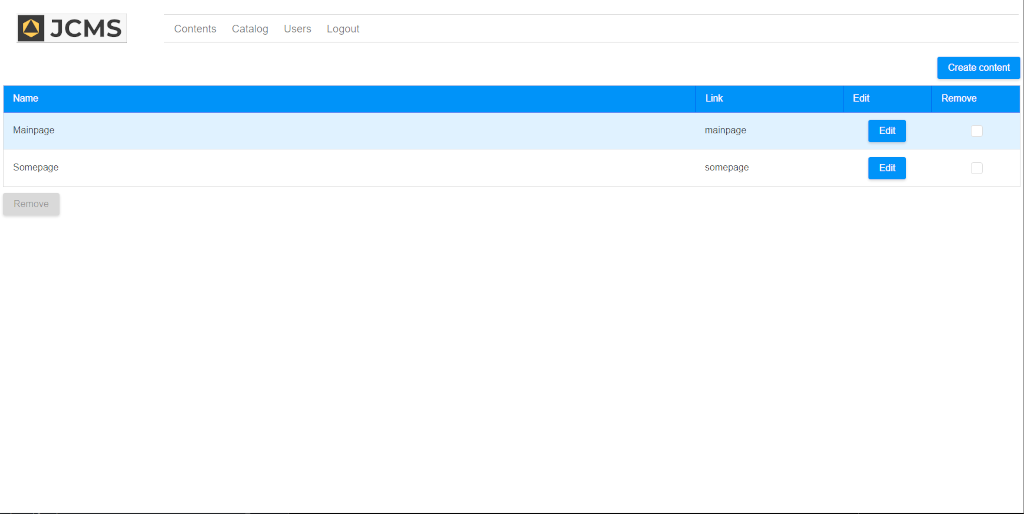 JCMS
Contents Catalog Users Logout
Create content
Name Link Edit Remove
Mainpage mainpage Edit
Somepage somepage Edit
Remove